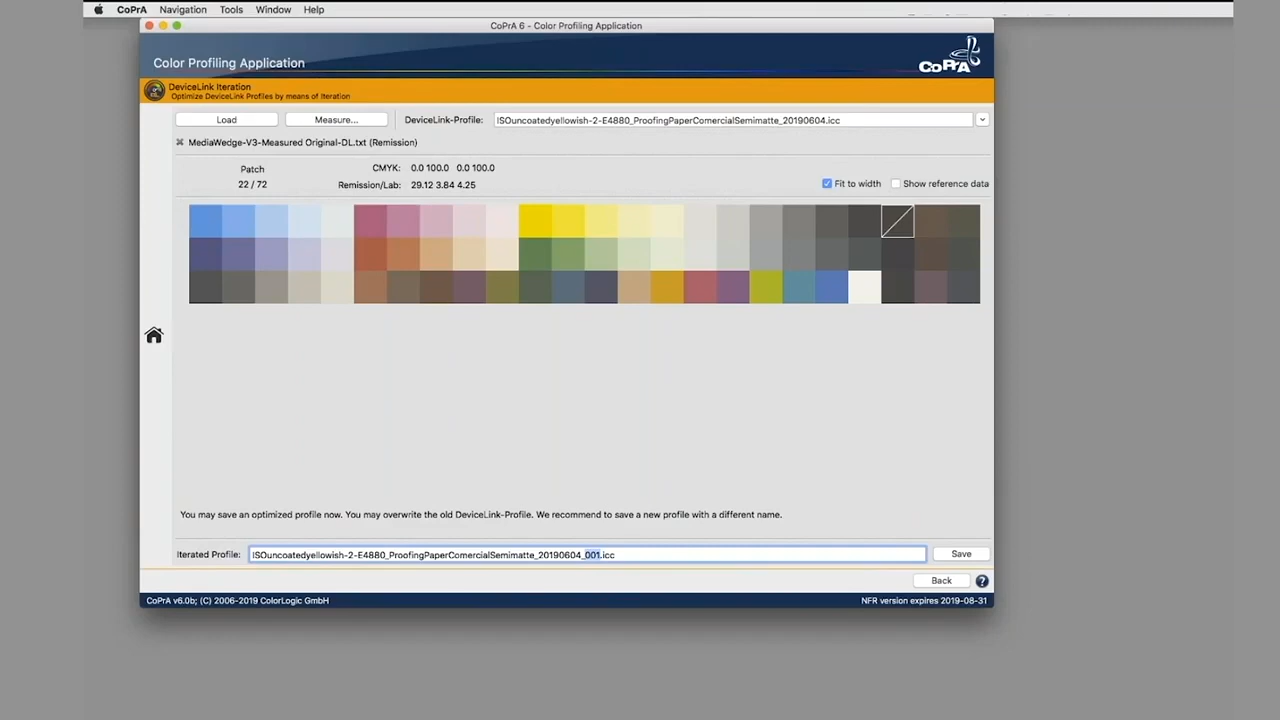 CoPrA Navigation Tools Window Help
CoPrA 6 - Color Profiling Application
Color Profiling Application
CoPrA
DeviceLink Iteration
Optimize DeviceLink Profiles by means of Iteration
Load Measure... DeviceLink-Profile: ISOuncoatedyellowish-2-E4880_ProofingPaperComercialSemimatte_20190604.icc
MediaWedge-V3-Measured Original-DL.txt (Remission)
Patch CMYK: 0.0 100.0 0.0 100.0
22 / 72 Remission/Lab: 29.12 3.84 4.25
Fit to width Show reference data
You may save an optimized profile now. You may overwrite the old DeviceLink-Profile. We recommend to save a new profile with a different name.
Iterated Profile: ISOuncoatedyellowish-2-E4880_ProofingPaperComercialSemimatte_20190604_001.icc Save
Back ?
CoPrA v6.0b; (C) 2006-2019 ColorLogic GmbH NFR version expires 2019-08-31